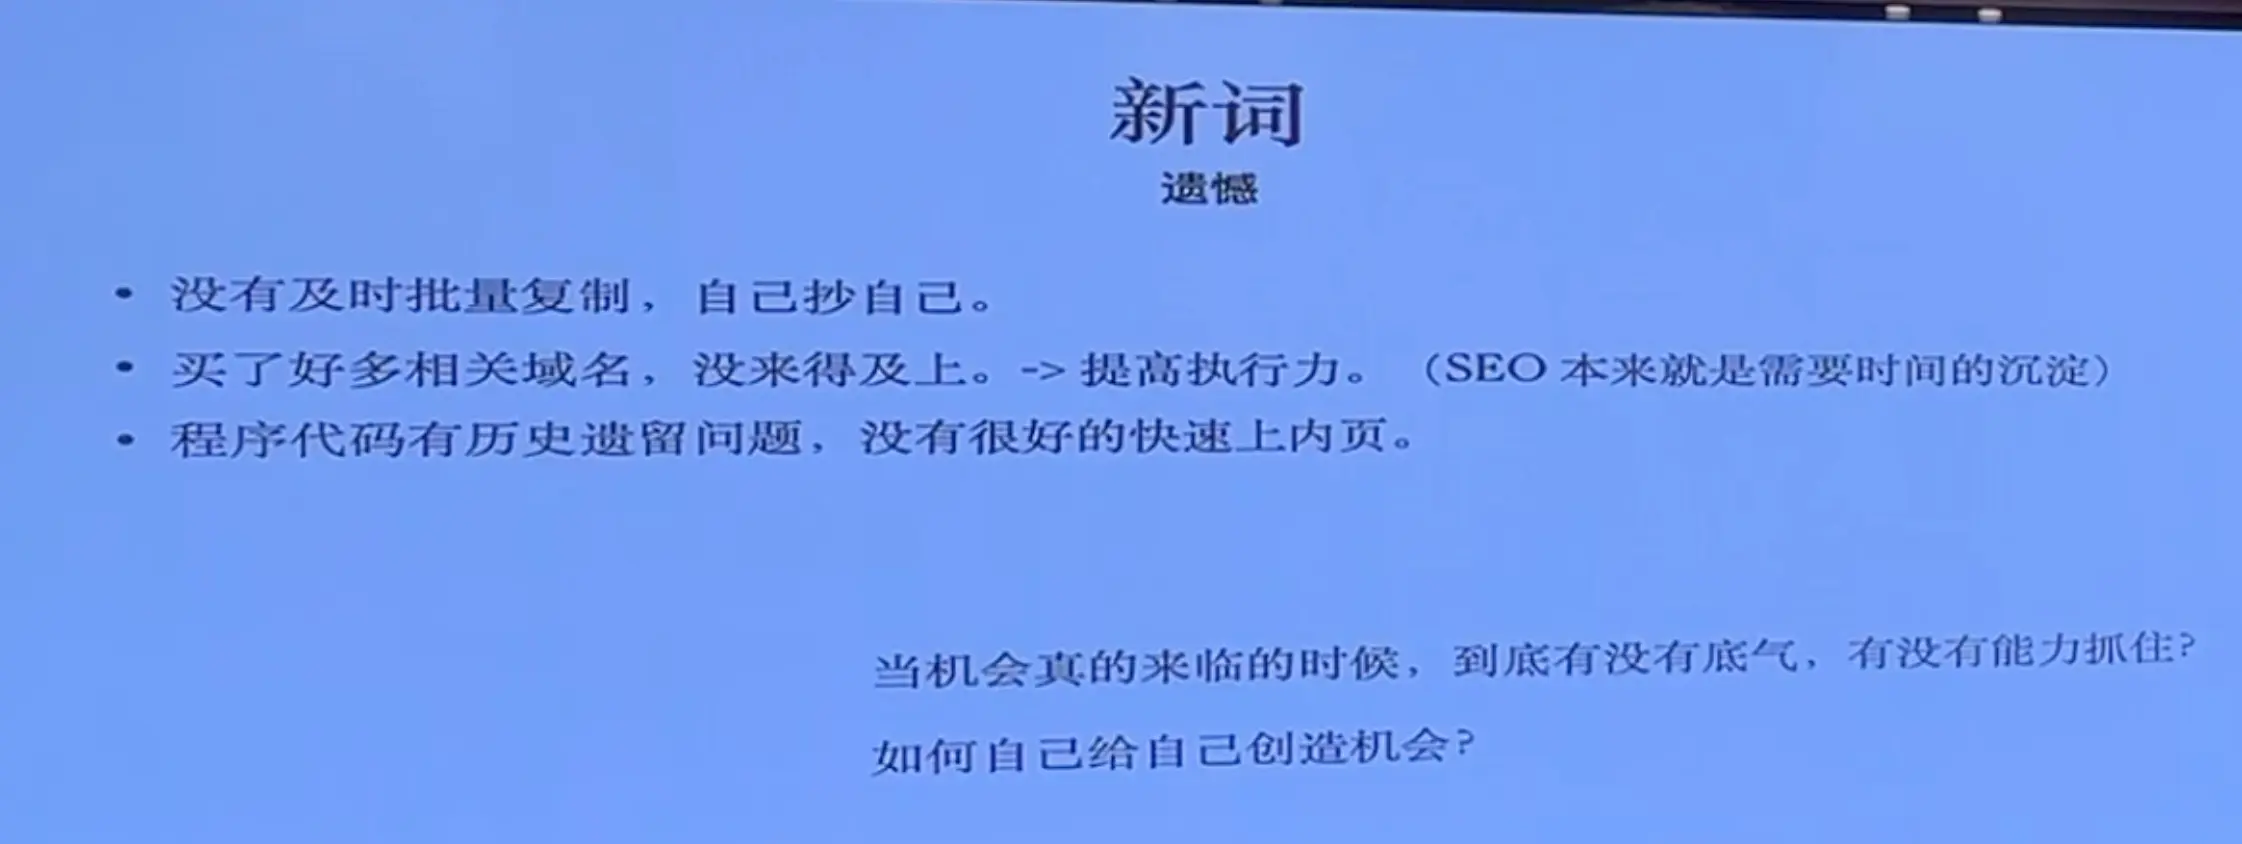 新词
遗憾
• 没有及时批量复制，自己抄自己。
• 买了好多相关域名，没来得及上。-> 提高执行力。（SEO 本来就是需要时间的沉淀）
• 程序代码有历史遗留问题，没有很好的快速上内页。
当机会真的来临的时候，到底有没有底气，有没有能力抓住？
如何自己给自己创造机会？